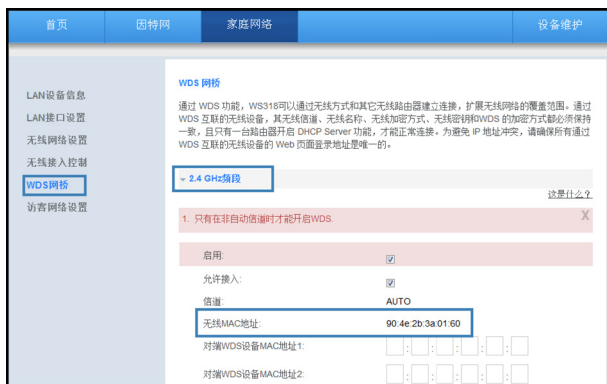 首页 因特网 家庭网络 设备维护
LAN设备信息
LAN接口设置
无线网络设置
无线接入控制
WDS网桥
访客网络设置
WDS 网桥
通过 WDS 功能，WS318可以通过无线方式和其它无线路由器建立连接，扩展无线网络的覆盖范围。通过
WDS 互联的无线设备，其无线信道、无线名称、无线加密方式、无线密钥和WDS 的加密方式都必须保持
一致，且只有一台路由器开启 DHCP Server 功能，才能正常连接。为避免 IP 地址冲突，请确保所有通过
WDS 互联的无线设备的 Web 页面登录地址是唯一的。
2.4 GHz频段
这是什么？
1. 只有在非自动信道时才能开启WDS. X
启用:
允许接入:
信道: AUTO
无线MAC地址: 90:4e:2b:3a:01:60
对端WDS设备MAC地址1: : : : : :
对端WDS设备MAC地址2: : : : : :